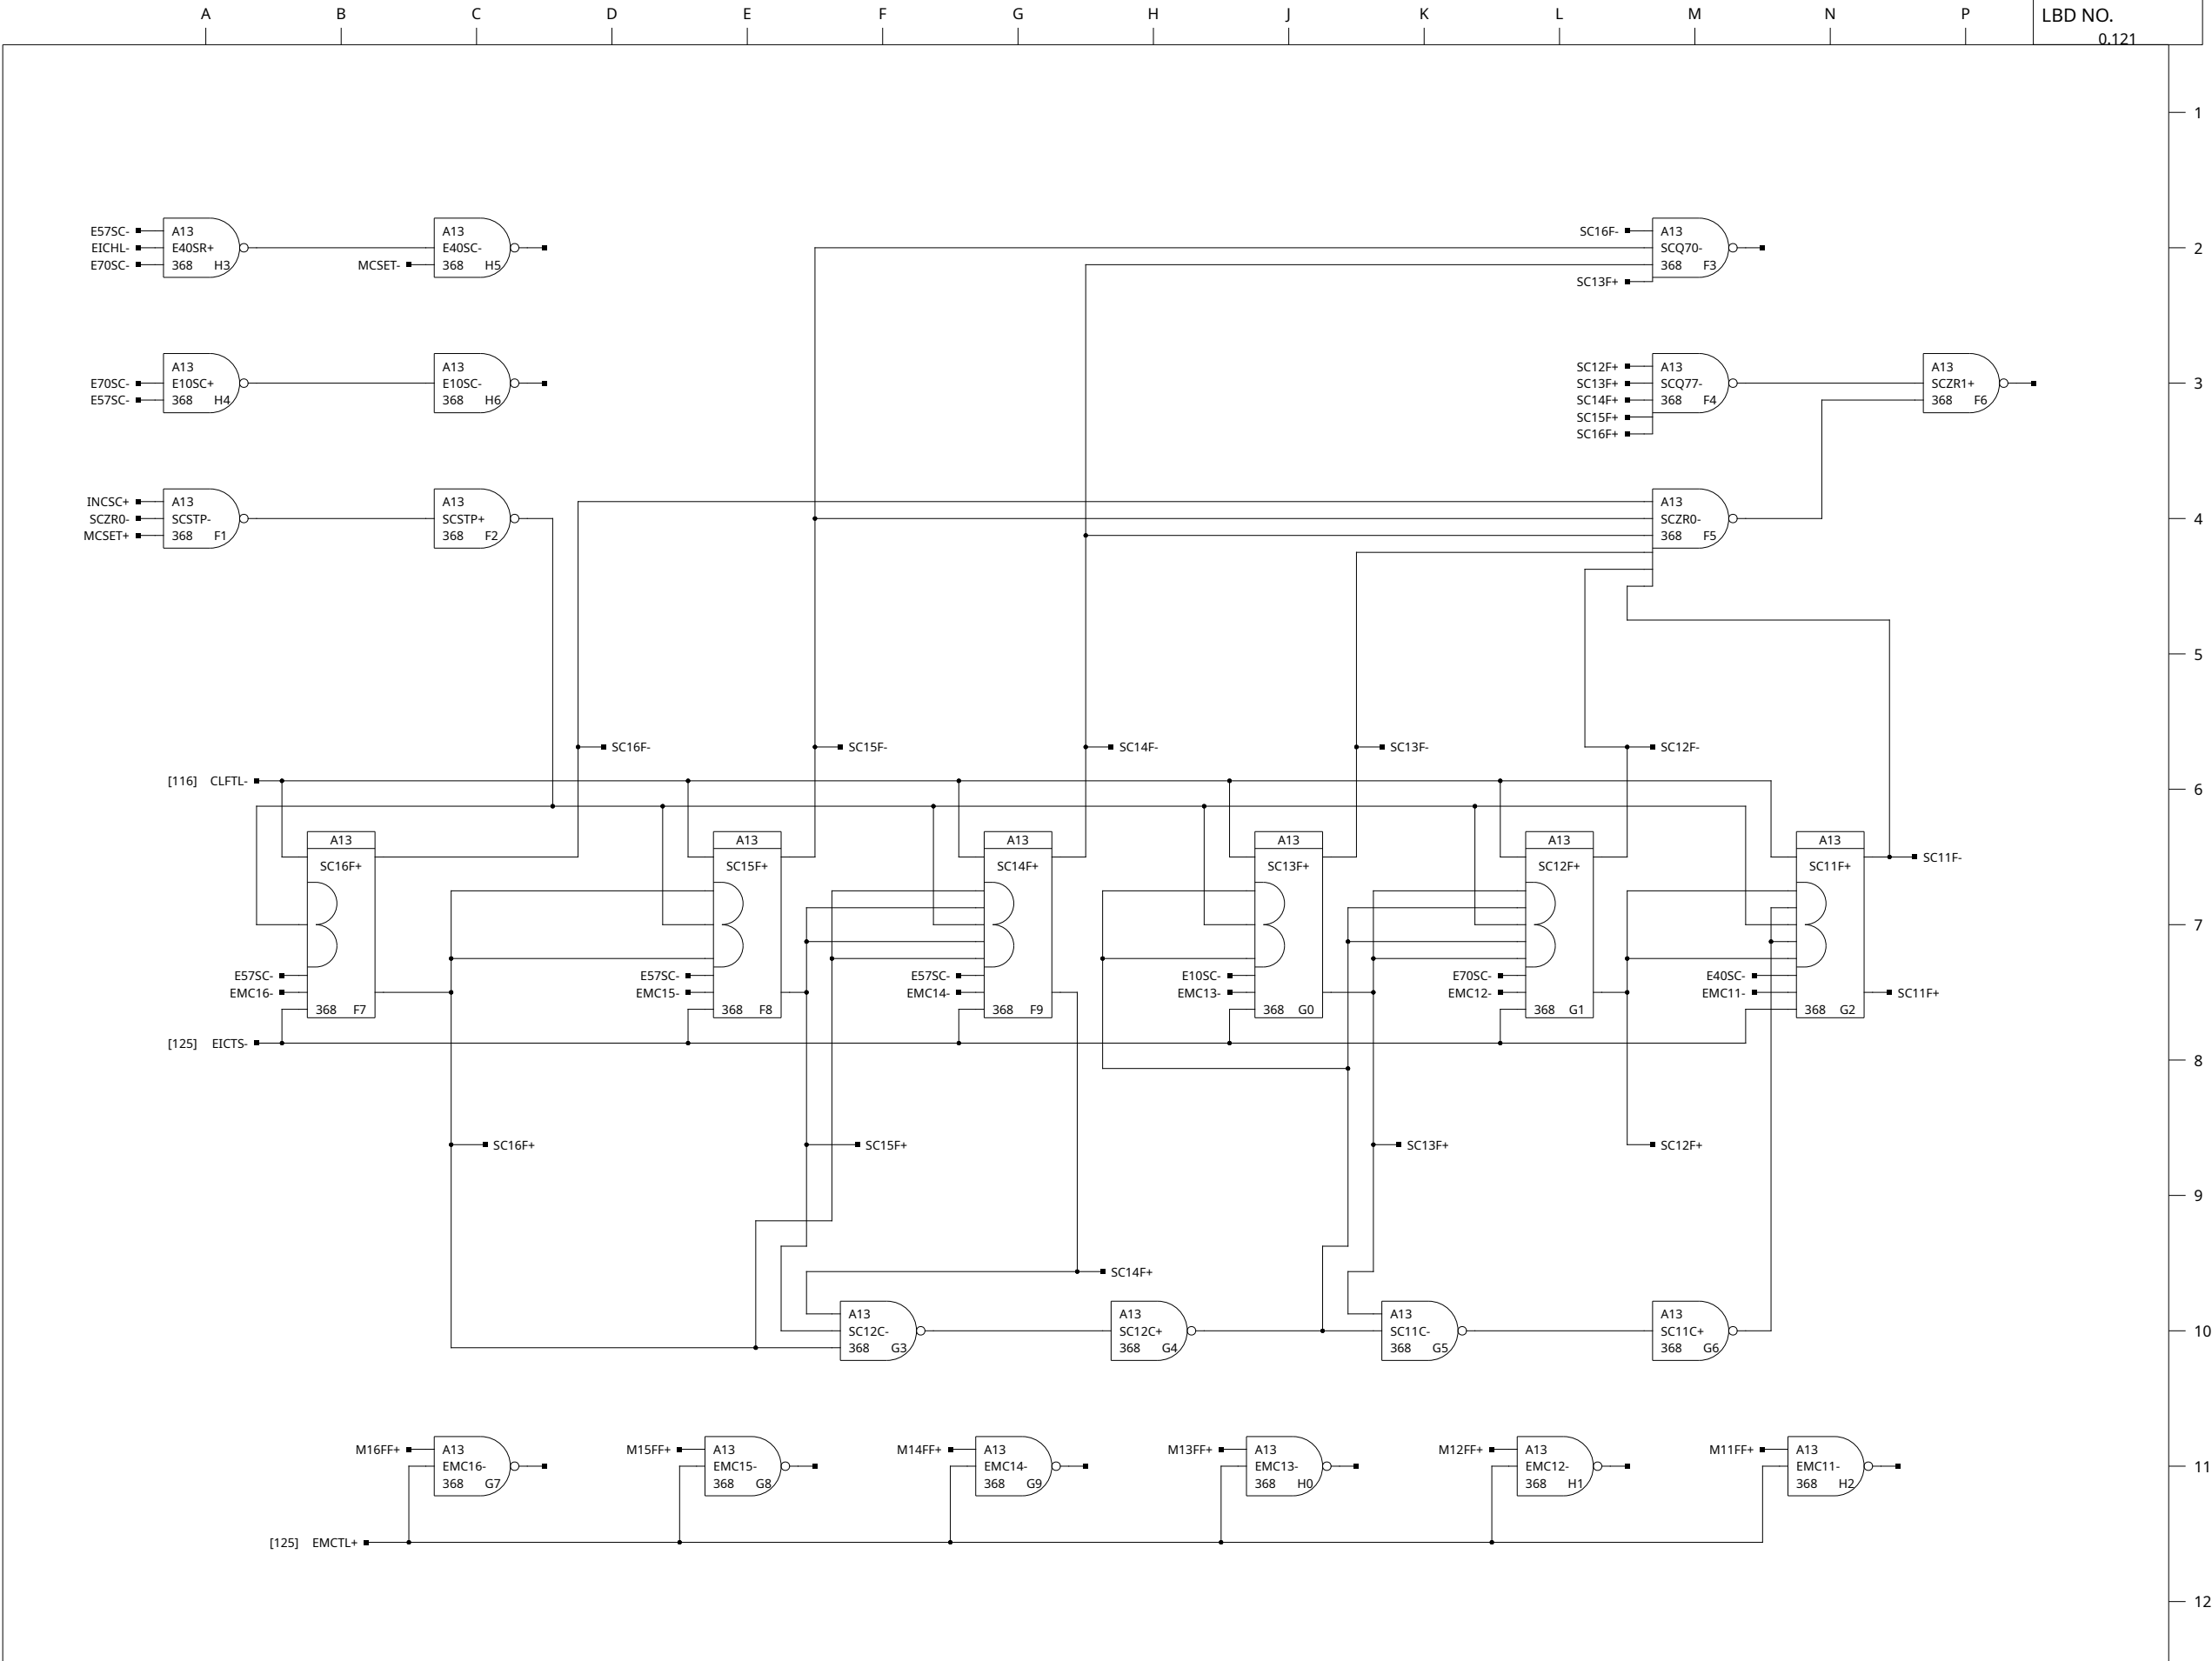 A B C D E F G H J K L M N P
LBD NO.
0.121
1
E57SC-
EICHL-
E70SC-
A13
E40SR+
368 H3
MCSET-
A13
E40SC-
368 H5
SC16F-
SC13F+
A13
SCQ70-
368 F3
2
E70SC-
E57SC-
A13
E10SC+
368 H4
A13
E10SC-
368 H6
SC12F+
SC13F+
SC14F+
SC15F+
SC16F+
A13
SCQ77-
368 F4
A13
SCZR1+
368 F6
3
INCSC+
SCZR0-
MCSET+
A13
SCSTP-
368 F1
A13
SCSTP+
368 F2
A13
SCZR0-
368 F5
4
5
SC16F- SC15F- SC14F- SC13F- SC12F-
[116] CLFTL-
6
A13
SC16F+
E57SC-
EMC16-
368 F7
A13
SC15F+
E57SC-
EMC15-
368 F8
A13
SC14F+
E57SC-
EMC14-
368 F9
A13
SC13F+
E10SC-
EMC13-
368 G0
A13
SC12F+
E70SC-
EMC12-
368 G1
A13
SC11F+
E40SC-
EMC11-
368 G2
SC11F-
SC11F+
7
[125] EICTS-
8
SC16F+ SC15F+ SC13F+ SC12F+
9
SC14F+
A13
SC12C-
368 G3
A13
SC12C+
368 G4
A13
SC11C-
368 G5
A13
SC11C+
368 G6
10
M16FF+
A13
EMC16-
368 G7
M15FF+
A13
EMC15-
368 G8
M14FF+
A13
EMC14-
368 G9
M13FF+
A13
EMC13-
368 H0
M12FF+
A13
EMC12-
368 H1
M11FF+
A13
EMC11-
368 H2
11
[125] EMCTL+
12